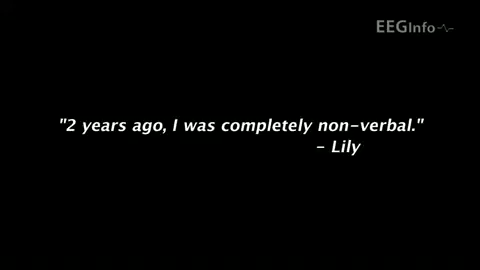 EEGInfo
"2 years ago, I was completely non-verbal."
- Lily